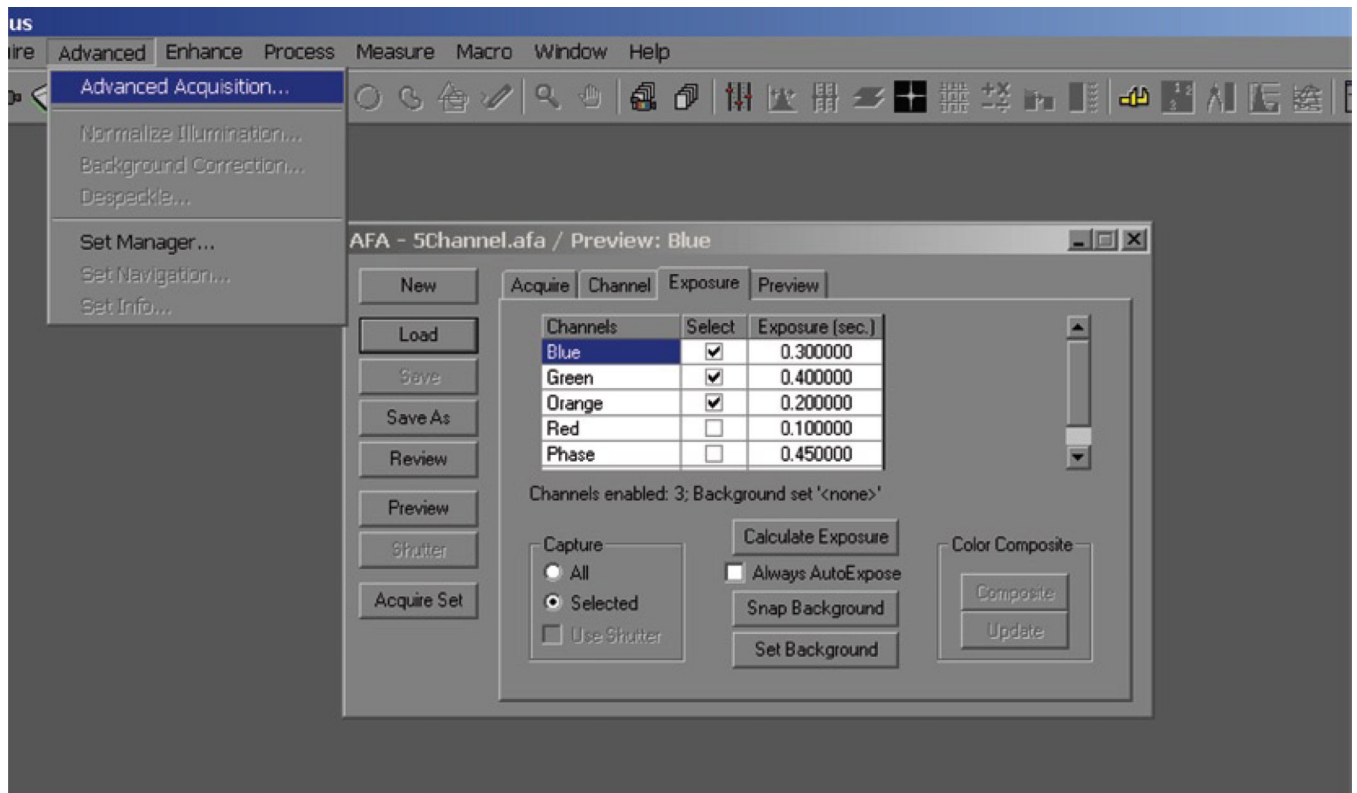 us
ire Advanced Enhance Process Measure Macro Window Help
Advanced Acquisition...
Normalize Illumination...
Background Correction...
Despeckle...
Set Manager...
Set Navigation...
Set Info...
AFA - 5Channel.afa / Preview: Blue
New
Load
Save
Save As
Review
Preview
Shutter
Acquire Set
Acquire Channel Exposure Preview
Channels Select Exposure (sec.)
Blue 0.300000
Green 0.400000
Orange 0.200000
Red 0.100000
Phase 0.450000
Channels enabled: 3; Background set '<none>'
Capture
All
Selected
Use Shutter
Calculate Exposure
Always AutoExpose
Snap Background
Set Background
Color Composite
Composite
Update